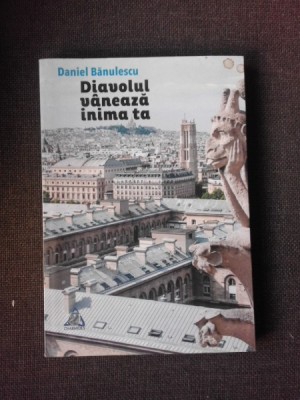 Daniel Bănulescu
Diavolul
vânează
inima ta